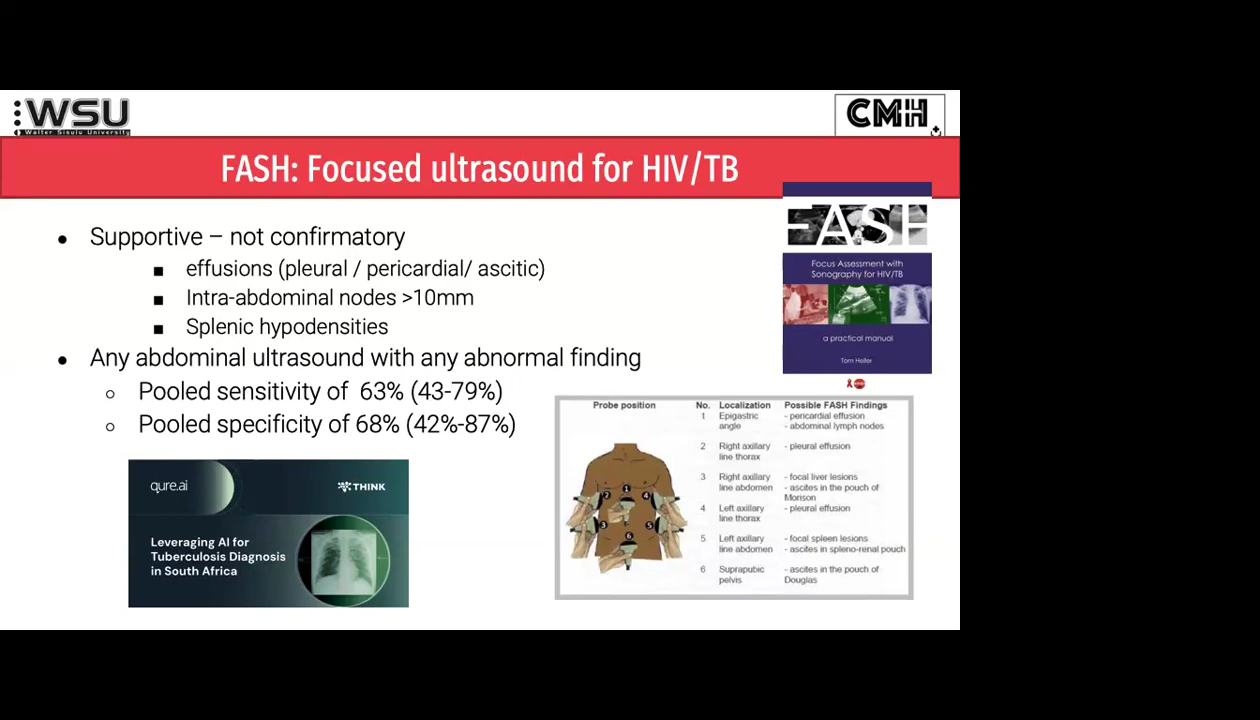 WSU
Walter Sisulu University
CMH
FASH: Focused ultrasound for HIV/TB
● Supportive – not confirmatory
■ effusions (pleural / pericardial/ ascitic)
■ Intra-abdominal nodes >10mm
■ Splenic hypodensities
● Any abdominal ultrasound with any abnormal finding
○ Pooled sensitivity of 63% (43-79%)
○ Pooled specificity of 68% (42%-87%)
FASH
Focus Assessment with
Sonography for HIV/TB
a practical manual
Tom Heller
qure.ai
THINK
Leveraging AI for
Tuberculosis Diagnosis
in South Africa
Probe position No. Localization Possible FASH Findings
1 Epigastric - pericardial effusion
angle - abdominal lymph nodes
2 Right axillary - pleural effusion
line thorax
3 Right axillary - focal liver lesions
line abdomen - ascites in the pouch of
Morison
4 Left axillary - pleural effusion
line thorax
5 Left axillary - focal spleen lesions
line abdomen - ascites in spleno-renal pouch
6 Suprapubic - ascites in the pouch of
pelvis Douglas
1
2
4
3
5
6